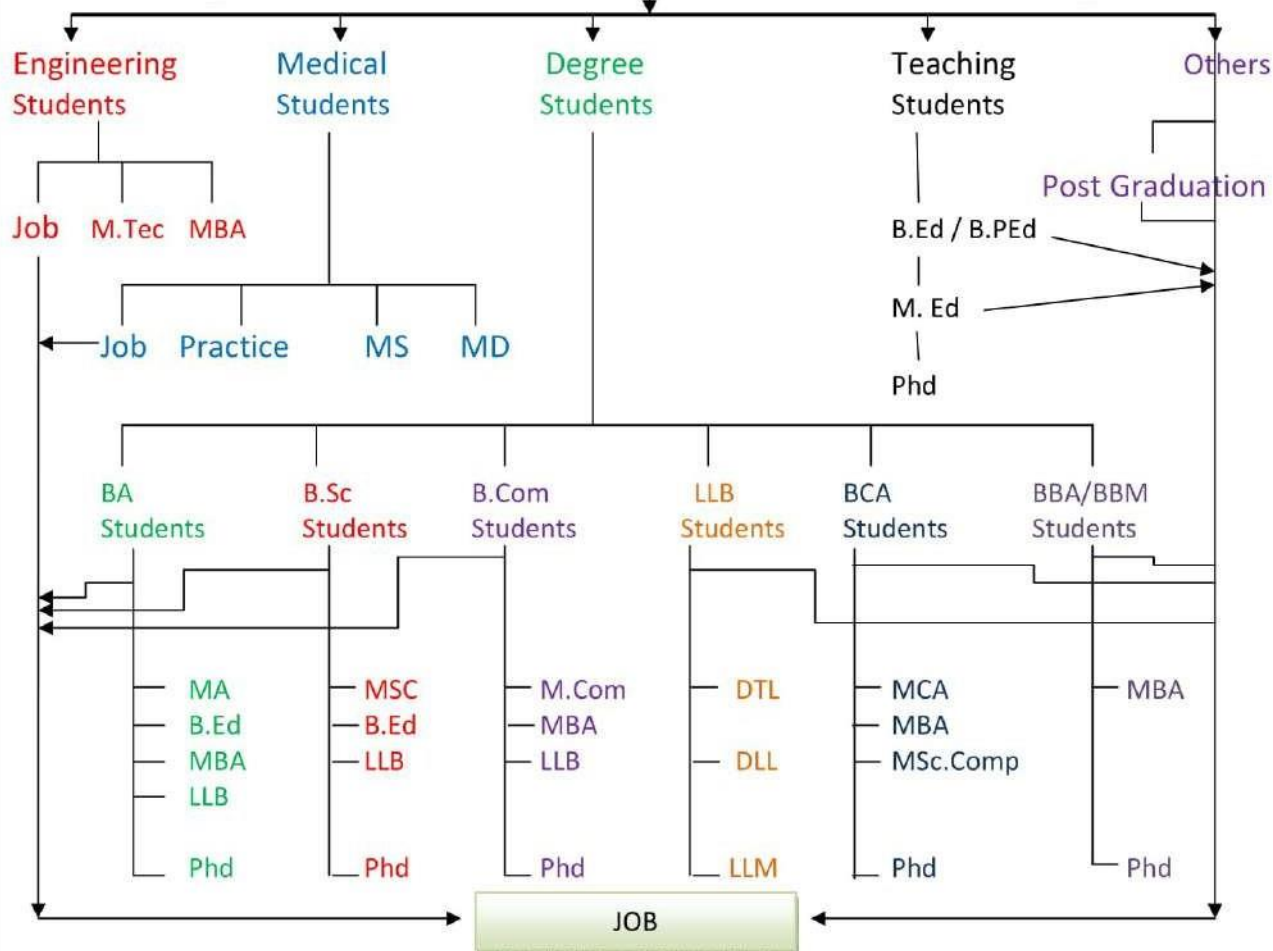 Engineering
Students
Medical
Students
Degree
Students
Teaching
Students
Others
Post Graduation
Job M.Tec MBA
B.Ed / B.PEd
M. Ed
Phd
Job Practice MS MD
BA
Students
B.Sc
Students
B.Com
Students
LLB
Students
BCA
Students
BBA/BBM
Students
MA
B.Ed
MBA
LLB
Phd
MSC
B.Ed
LLB
Phd
M.Com
MBA
LLB
Phd
DTL
DLL
LLM
MCA
MBA
MSc.Comp
Phd
MBA
Phd
JOB